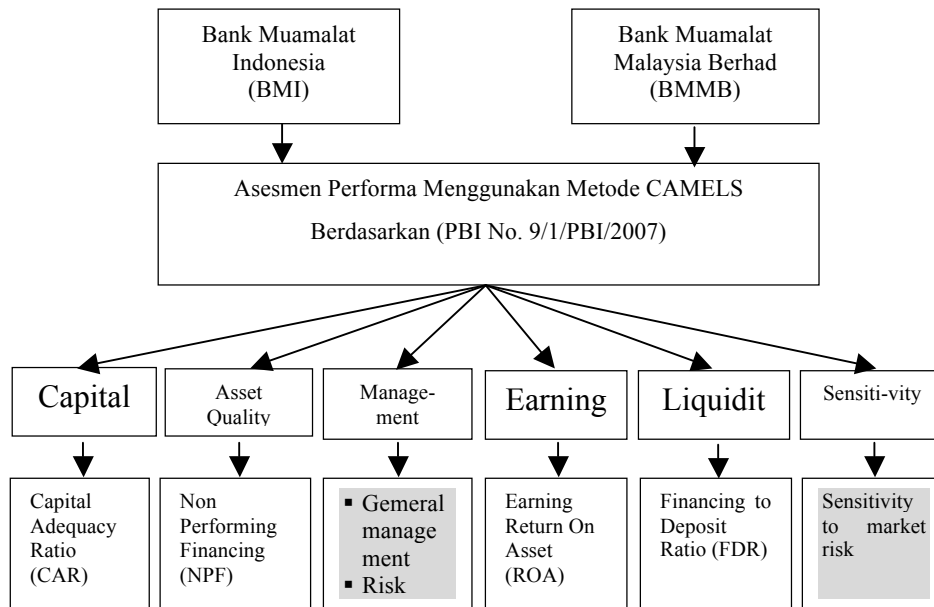 Bank Muamalat
Indonesia
(BMI)
Bank Muamalat
Malaysia Berhad
(BMMB)
Asesmen Performa Menggunakan Metode CAMELS
Berdasarkan (PBI No. 9/1/PBI/2007)
Capital
Asset
Quality
Manage-
ment
Earning
Liquidit
Sensiti-vity
Capital
Adequacy
Ratio
(CAR)
Non
Performing
Financing
(NPF)
▪ Gemeral
manage
ment
▪ Risk
Earning
Return On
Asset
(ROA)
Financing to
Deposit
Ratio (FDR)
Sensitivity
to market
risk